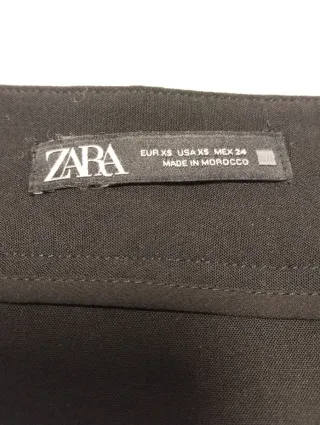 ZARA
EUR XS USA XS MEX 24
MADE IN MOROCCO